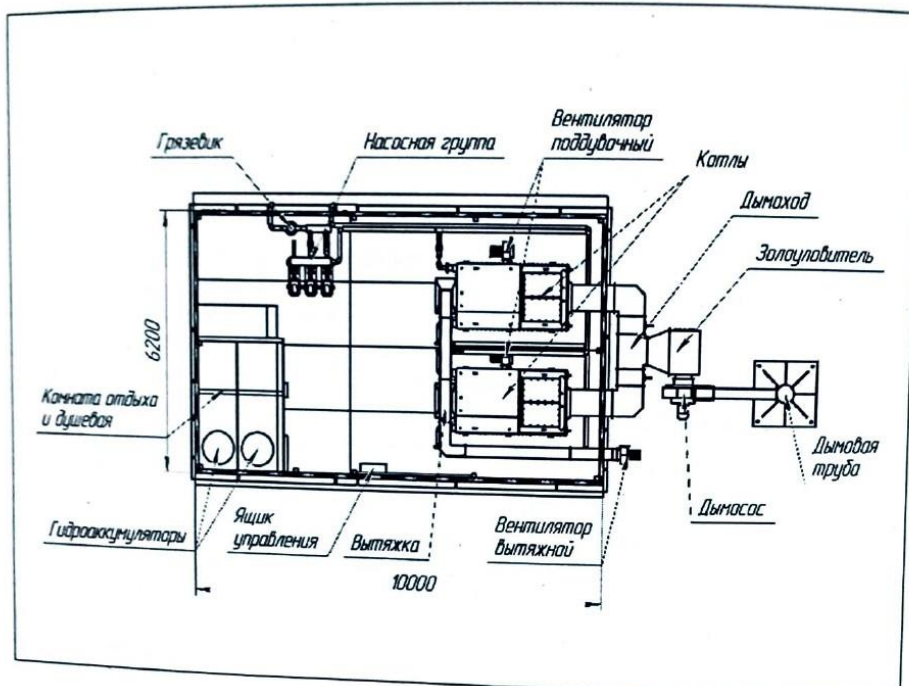 Вентилятор
поддувочный
Грязевик
Насосная группа
Котлы
Дымоход
Золоуловитель
6200
Комната отдыха
и душевая
Дымовая
труба
Гидроаккумуляторы
Ящик
управления
Вытяжка
Вентилятор
вытяжной
Дымосос
10000